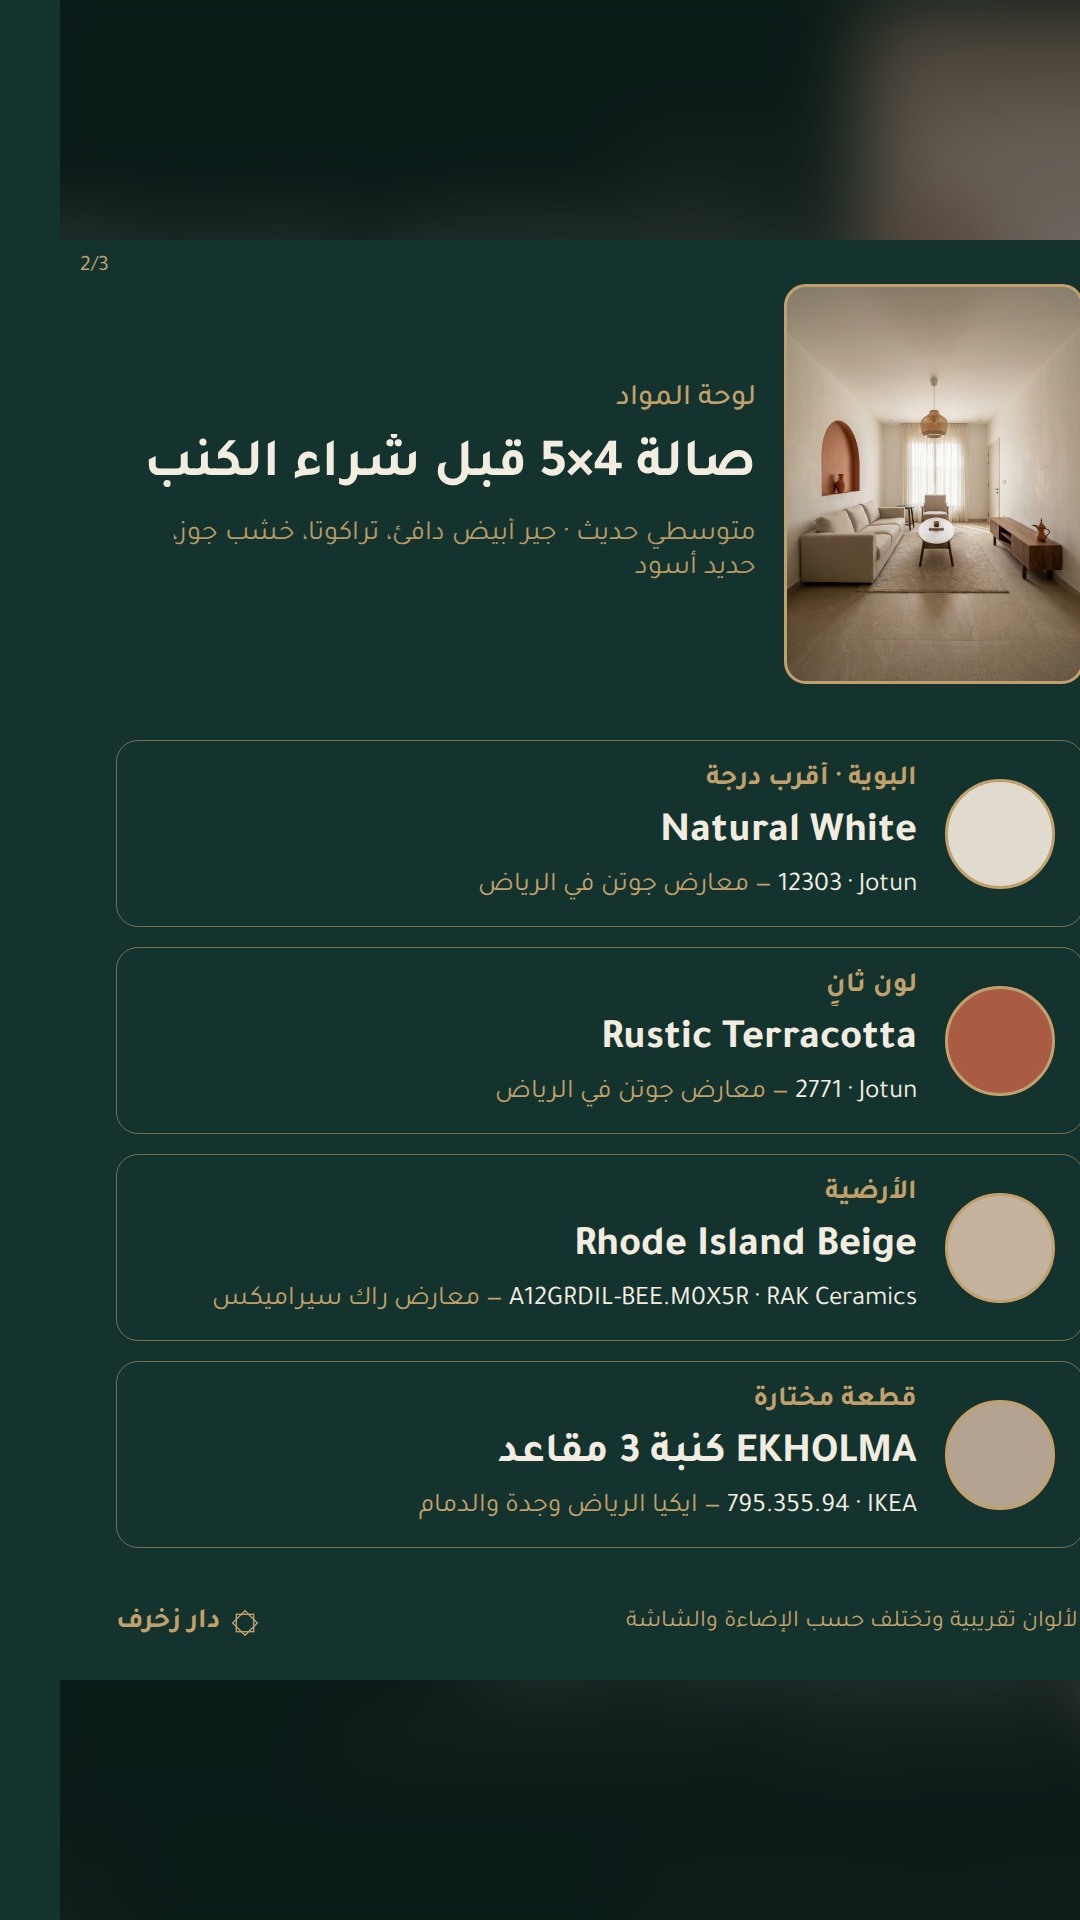 2/3
لوحة المواد
صالة 4×5 قبل شراء الكنب
متوسطي حديث · جير أبيض دافئ، تراكوتا، خشب جوز،
حديد أسود
البوية · أقرب درجة
Natural White
12303 · Jotun – معارض جوتن في الرياض
لون ثانٍ
Rustic Terracotta
2771 · Jotun – معارض جوتن في الرياض
الأرضية
Rhode Island Beige
A12GRDIL-BEE.M0X5R · RAK Ceramics – معارض راك سيراميكس
قطعة مختارة
EKHOLMA كنبة 3 مقاعد
795.355.94 · IKEA – ايكيا الرياض وجدة والدمام
لألوان تقريبية وتختلف حسب الإضاءة والشاشة
دار زخرف